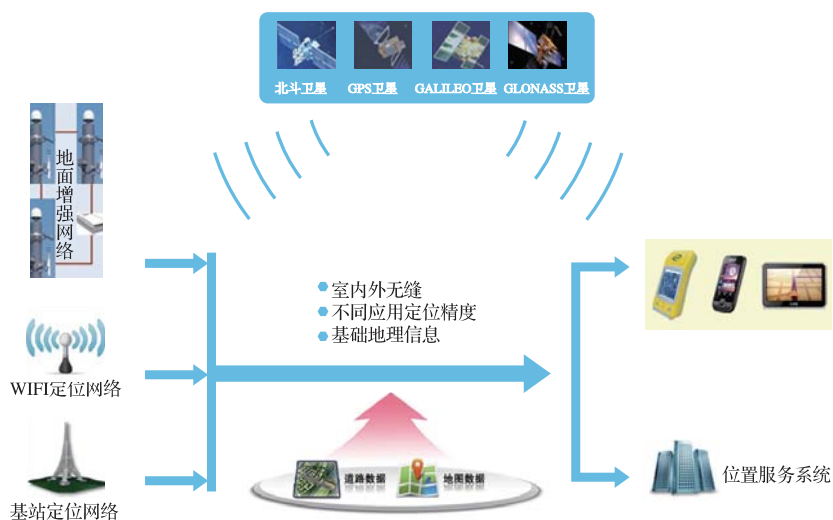 北斗卫星
GPS卫星
GALILEO卫星
GLONASS卫星
地面增强网络
室内外无缝
不同应用定位精度
基础地理信息
WIFI定位网络
道路数据
地图数据
位置服务系统
基站定位网络